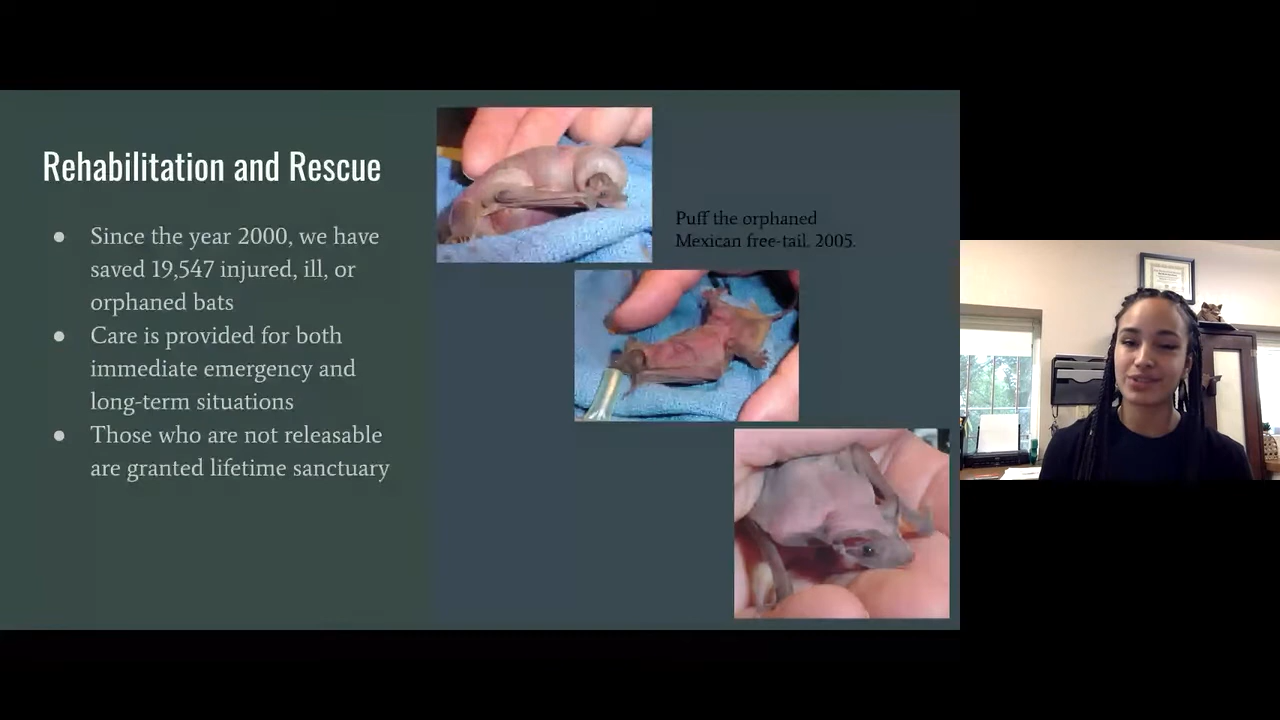 Rehabilitation and Rescue
● Since the year 2000, we have
saved 19,547 injured, ill, or
orphaned bats
● Care is provided for both
immediate emergency and
long-term situations
● Those who are not releasable
are granted lifetime sanctuary
Puff the orphaned
Mexican free-tail. 2005.